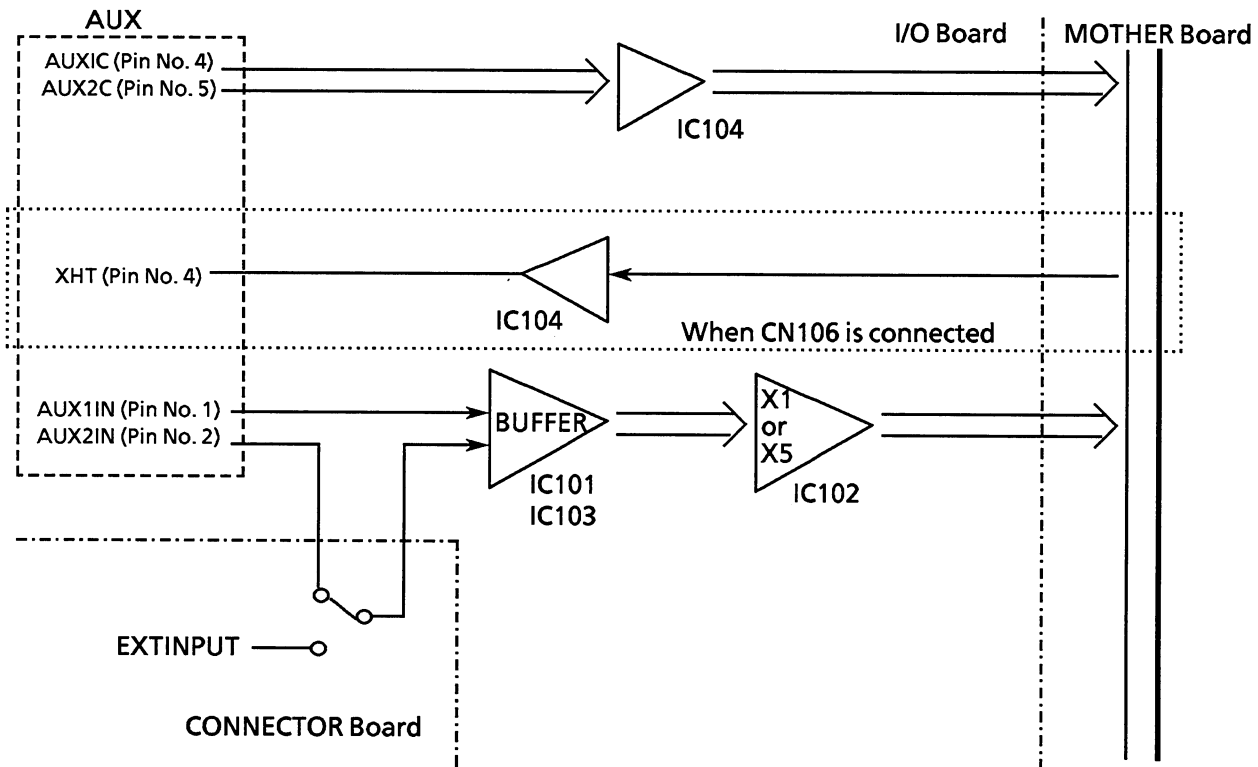 AUX
I/O Board
MOTHER Board
AUXIC (Pin No. 4)
AUX2C (Pin No. 5)
IC104
XHT (Pin No. 4)
IC104
When CN106 is connected
AUX1IN (Pin No. 1)
AUX2IN (Pin No. 2)
BUFFER
IC101
IC103
X1
or
X5
IC102
EXTINPUT
CONNECTOR Board